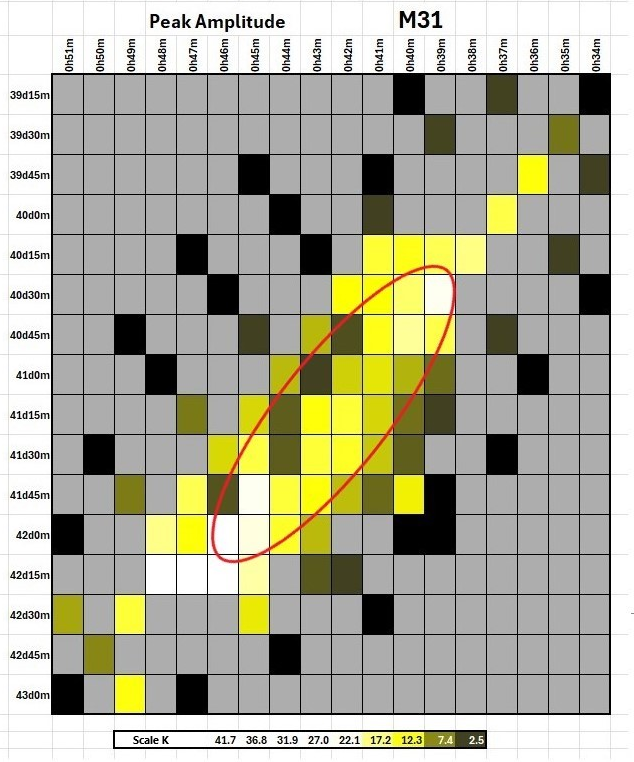 Peak Amplitude M31
0h51m 0h50m 0h49m 0h48m 0h47m 0h46m 0h45m 0h44m 0h43m 0h42m 0h41m 0h40m 0h39m 0h38m 0h37m 0h36m 0h35m 0h34m
39d15m
39d30m
39d45m
40d0m
40d15m
40d30m
40d45m
41d0m
41d15m
41d30m
41d45m
42d0m
42d15m
42d30m
42d45m
43d0m
Scale K 41.7 36.8 31.9 27.0 22.1 17.2 12.3 7.4 2.5